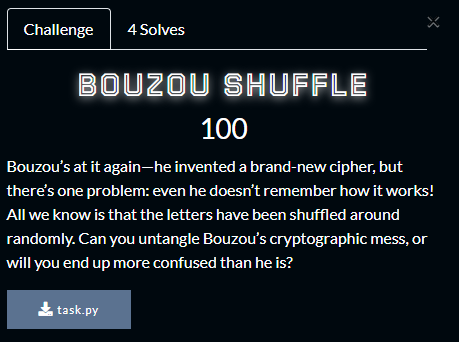 Challenge
4 Solves
BOUZOU SHUFFLE
100
Bouzou’s at it again—he invented a brand-new cipher, but
there’s one problem: even he doesn’t remember how it works!
All we know is that the letters have been shuffled around
randomly. Can you untangle Bouzou’s cryptographic mess, or
will you end up more confused than he is?
task.py